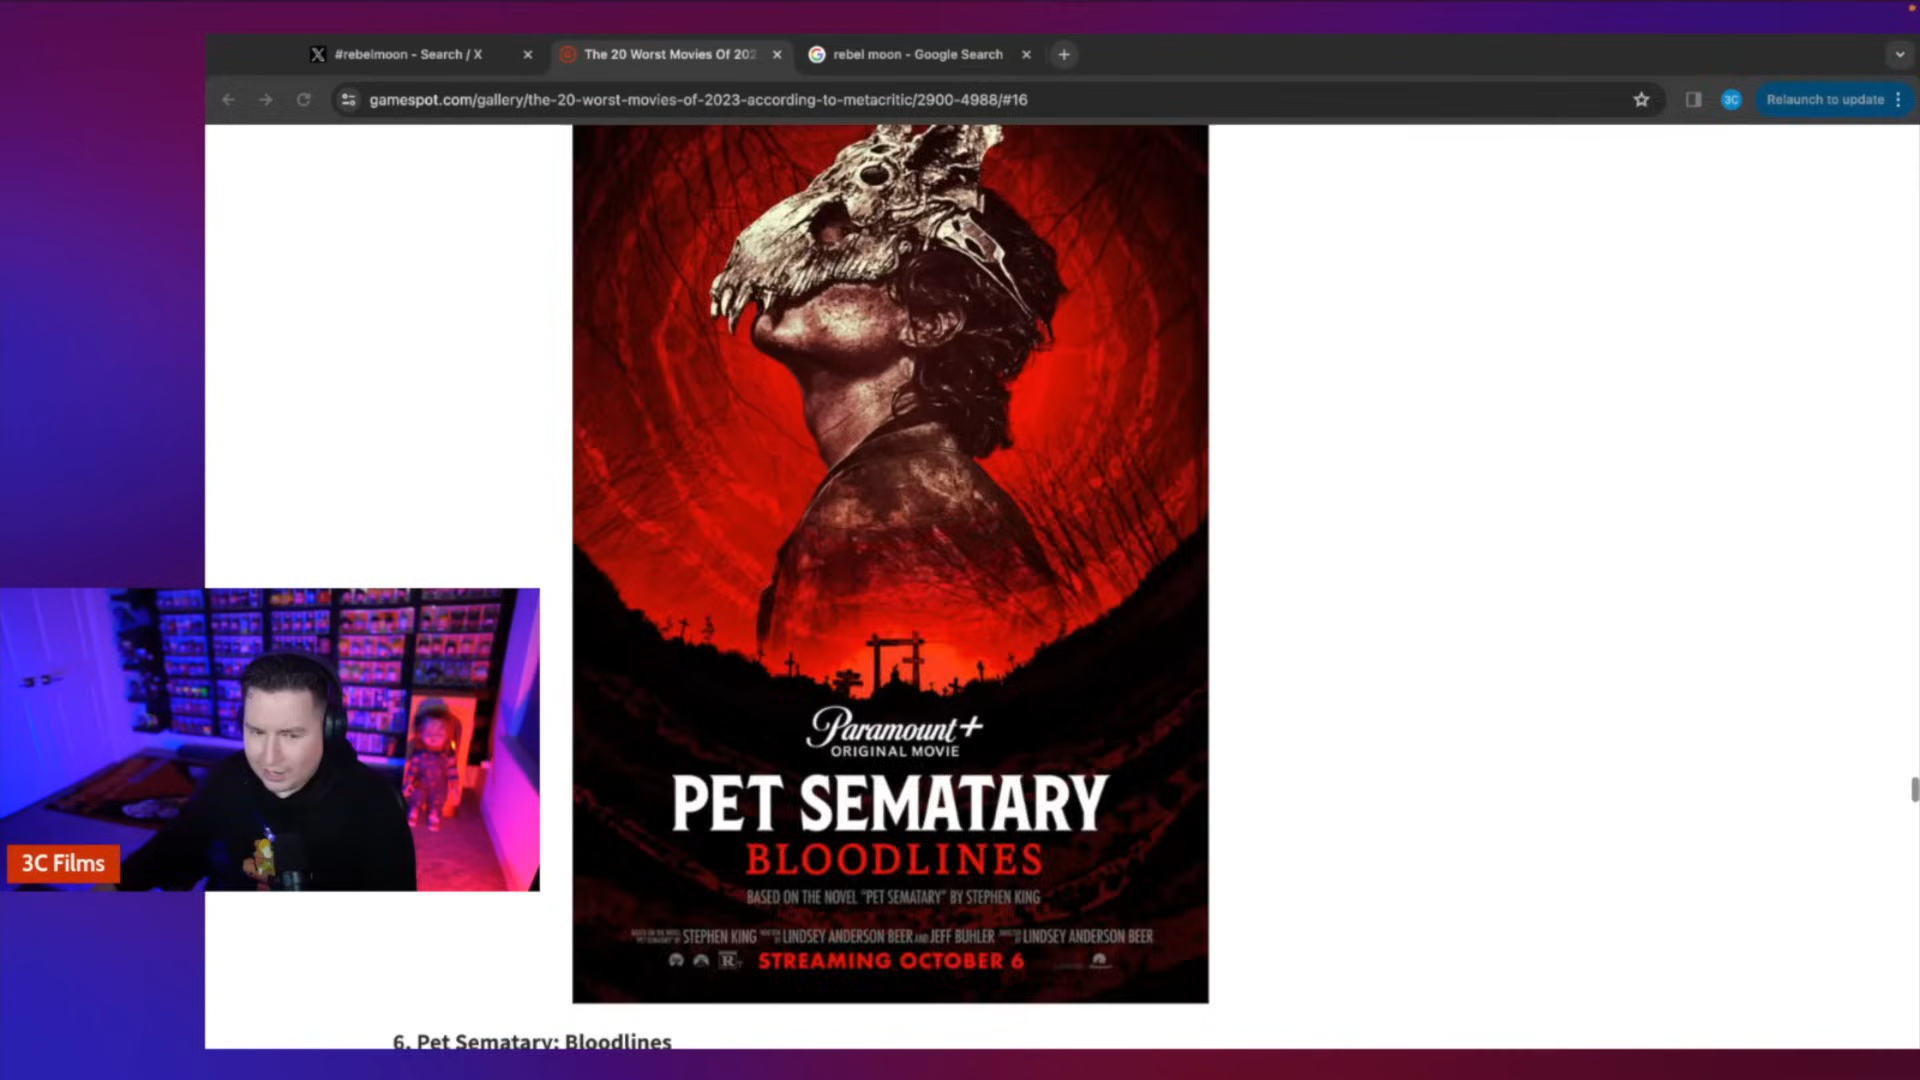 #rebelmoon - Search / X
The 20 Worst Movies Of 202
rebel moon - Google Search
gamespot.com/gallery/the-20-worst-movies-of-2023-according-to-metacritic/2900-4988/#16
3C
Relaunch to update
Paramount+
ORIGINAL MOVIE
PET SEMATARY
BLOODLINES
BASED ON THE NOVEL "PET SEMATARY" BY STEPHEN KING
STEPHEN KING LINDSEY ANDERSON BEER AND JEFF BUHLER LINDSEY ANDERSON BEER
R STREAMING OCTOBER 6
3C Films
6. Pet Sematary: Bloodlines